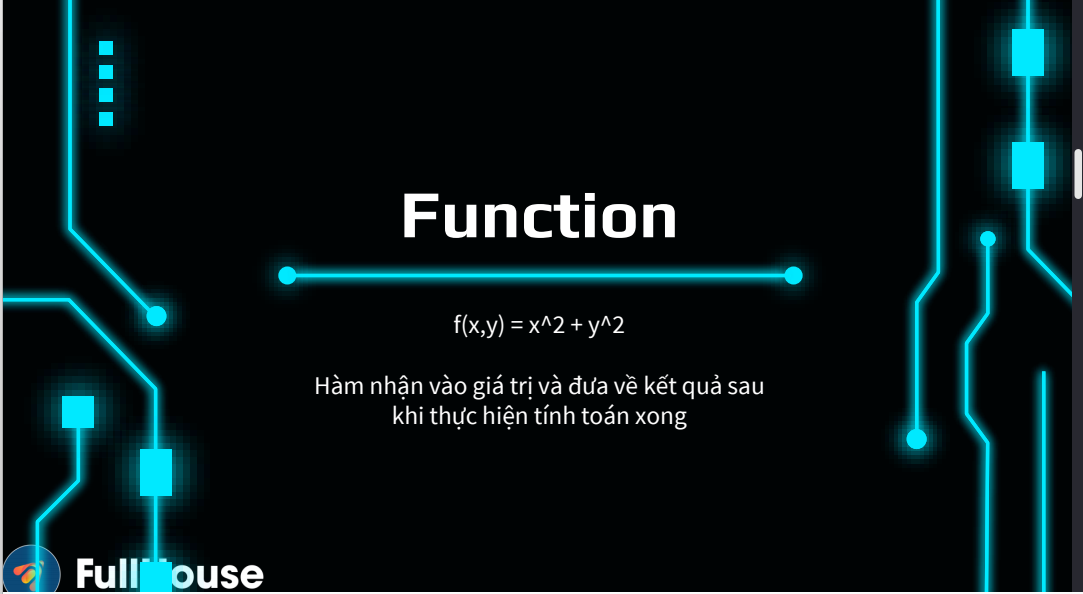 Function
f(x,y) = x^2 + y^2
Hàm nhận vào giá trị và đưa về kết quả sau
khi thực hiện tính toán xong
FullHouse